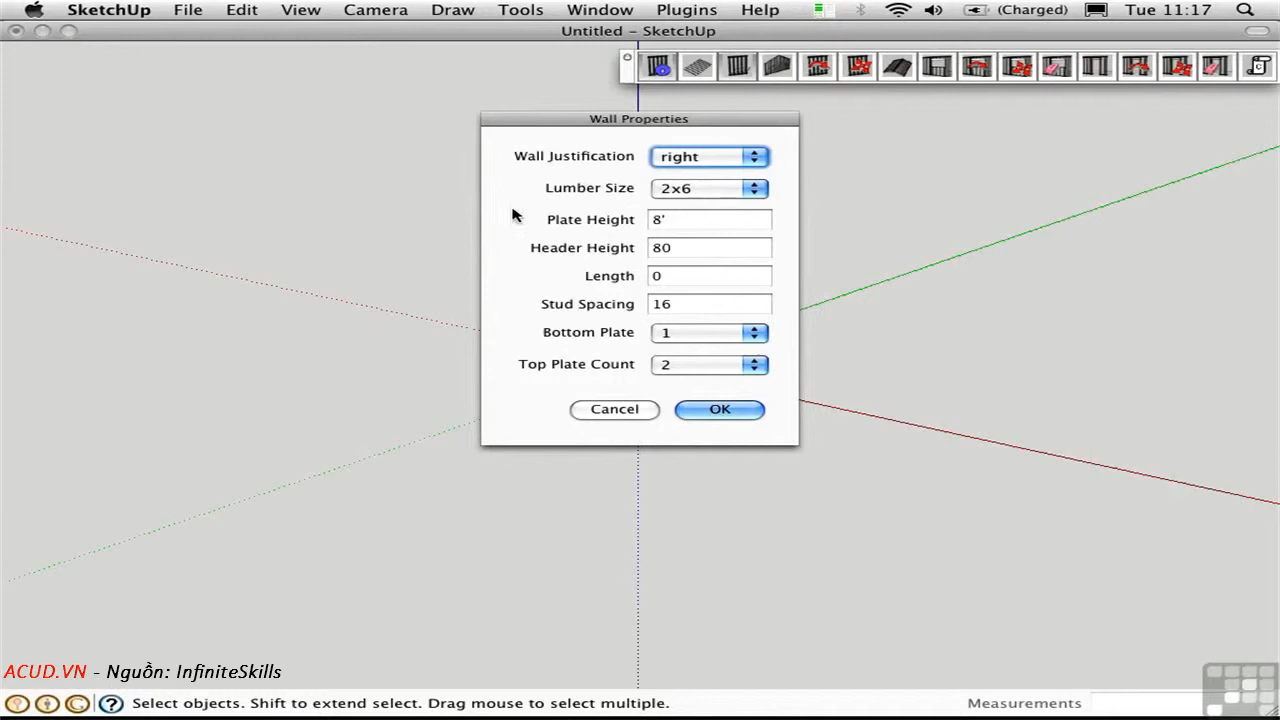 SketchUp File Edit View Camera Draw Tools Window Plugins Help (Charged) Tue 11:17
Untitled - SketchUp
Wall Properties
Wall Justification right
Lumber Size 2x6
Plate Height 8'
Header Height 80
Length 0
Stud Spacing 16
Bottom Plate 1
Top Plate Count 2
Cancel OK
ACUD.VN - Nguồn: InfiniteSkills
Select objects. Shift to extend select. Drag mouse to select multiple. Measurements